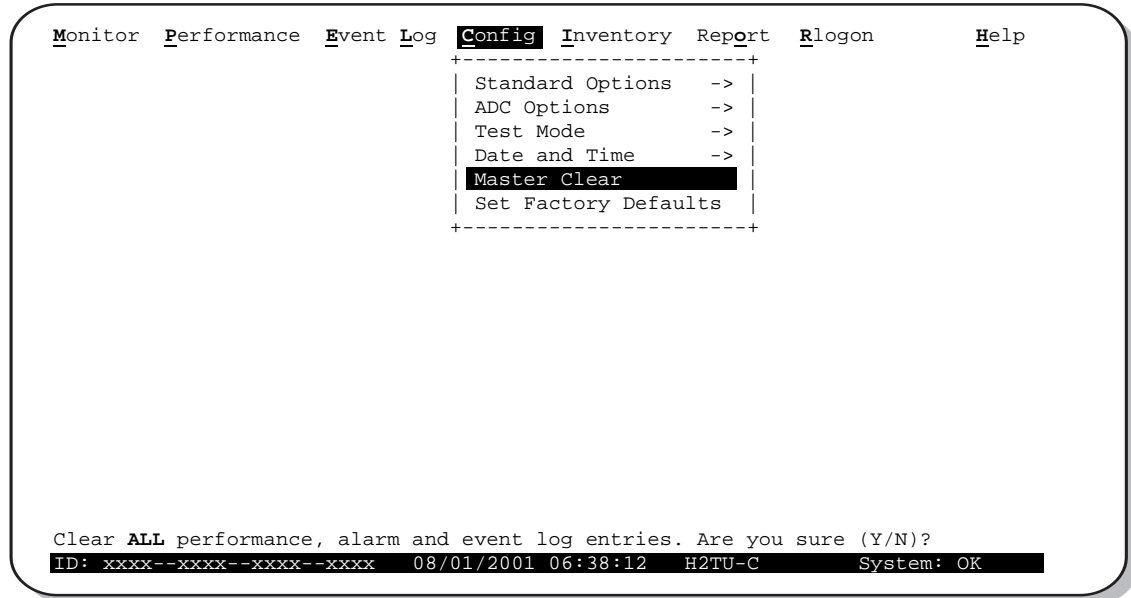 Monitor Performance Event Log Config Inventory Report Rlogon Help
+-----------------------+
| Standard Options -> |
| ADC Options -> |
| Test Mode -> |
| Date and Time -> |
| Master Clear |
| Set Factory Defaults |
+-----------------------+
Clear ALL performance, alarm and event log entries. Are you sure (Y/N)?
ID: xxxx--xxxx--xxxx--xxxx 08/01/2001 06:38:12 H2TU-C System: OK